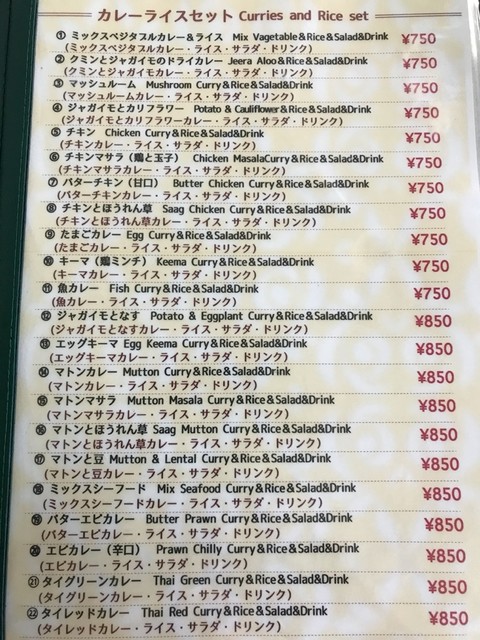 カレーライスセット Curries and Rice set
① ミックスベジタスルカレー＆ライス Mix Vagetable＆Rice＆Salad&Drink ¥750
(ミックスベジタスルカレー・ライス・サラダ・ドリンク)
② クミンとジャガイモのドライカレー Jeera Aloo＆Rice＆Salad&Drink ¥750
(クミンとジャガイモカレー・ライス・サラダ・ドリンク)
③ マッシュルーム Mushroom Curry＆Rice＆Salad&Drink ¥750
(マッシュルームカレー・ライス・サラダ・ドリンク)
④ ジャガイモとカリフラワー Potato & Cauliflower&Rice&Salad&Drink ¥750
(ジャガイモとカリフラワーカレー・ライス・サラダ・ドリンク)
⑤ チキン Chicken Curry＆Rice＆Salad&Drink ¥750
(チキンカレー・ライス・サラダ・ドリンク)
⑥ チキンマサラ（鶏と玉子） Chicken MasalaCurry＆Rice＆Salad&Drink ¥750
(チキンマサラカレー・ライス・サラダ・ドリンク)
⑦ バターチキン（甘口） Butter Chicken Curry＆Rice＆Salad&Drink ¥750
(バターチキンカレー・ライス・サラダ・ドリンク)
⑧ チキンとほうれん草 Saag Chicken Curry＆Rice＆Salad&Drink ¥750
(チキンとほうれん草カレー・ライス・サラダ・ドリンク)
⑨ たまごカレー Egg Curry＆Rice＆Salad&Drink ¥750
(たまごカレー・ライス・サラダ・ドリンク)
⑩ キーマ（鶏ミンチ） Keema Curry＆Rice＆Salad&Drink ¥750
(キーマカレー・ライス・サラダ・ドリンク)
⑪ 魚カレー Fish Curry＆Rice＆Salad&Drink ¥750
(魚カレー・ライス・サラダ・ドリンク)
⑫ ジャガイモとなす Potato & Eggplant Curry＆Rice＆Salad&Drink ¥850
(ジャガイモとなすカレー・ライス・サラダ・ドリンク)
⑬ エッグキーマ Egg Keema Curry＆Rice＆Salad&Drink ¥850
(エッグキーマカレー・ライス・サラダ・ドリンク)
⑭ マトンカレー Mutton Curry＆Rice＆Salad&Drink ¥850
(マトンカレー・ライス・サラダ・ドリンク)
⑮ マトンマサラ Mutton Masala Curry＆Rice＆Salad&Drink ¥850
(マトンマサラカレー・ライス・サラダ・ドリンク)
⑯ マトンとほうれん草 Saag Mutton Curry＆Rice＆Salad&Drink ¥850
(マトンとほうれん草カレー・ライス・サラダ・ドリンク)
⑰ マトンと豆 Mutton & Lental Curry＆Rice＆Salad&Drink ¥850
(マトンと豆カレー・ライス・サラダ・ドリンク)
⑱ ミックスシーフード Mix Seafood Curry＆Rice＆Salad&Drink ¥850
(ミックスシーフードカレー・ライス・サラダ・ドリンク)
⑲ バターエビカレー Butter Prawn Curry＆Rice＆Salad&Drink ¥850
(バターエビカレー・ライス・サラダ・ドリンク)
⑳ エビカレー（辛口） Prawn Chilly Curry＆Rice＆Salad&Drink ¥850
(エビカレー・ライス・サラダ・ドリンク)
㉑ タイグリーンカレー Thai Green Curry＆Rice＆Salad&Drink ¥850
(タイグリーンカレー・ライス・サラダ・ドリンク)
㉒ タイレッドカレー Thai Red Curry＆Rice＆Salad&Drink ¥850
(タイレッドカレー・ライス・サラダ・ドリンク)